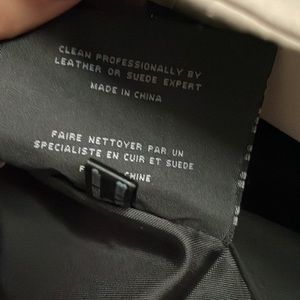 CLEAN PROFESSIONALLY BY
LEATHER OR SUEDE EXPERT
MADE IN CHINA
FAIRE NETTOYER PAR UN
SPECIALISTE EN CUIR ET SUEDE
CHINE